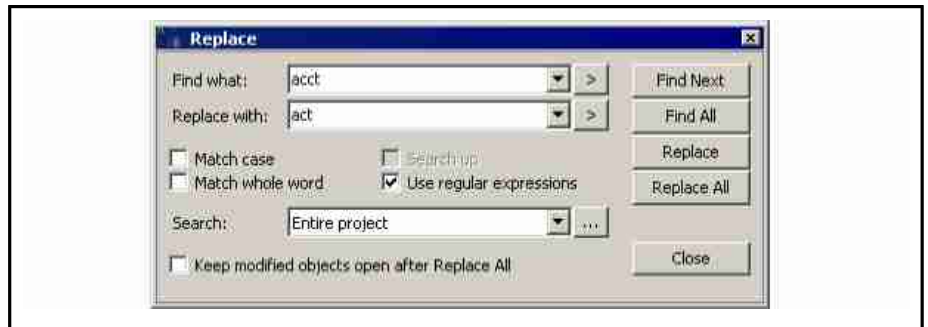 Replace
Find what: acct > Find Next
Replace with: act > Find All
Match case Search up Replace
Match whole word Use regular expressions Replace All
Search: Entire project ...
Keep modified objects open after Replace All Close